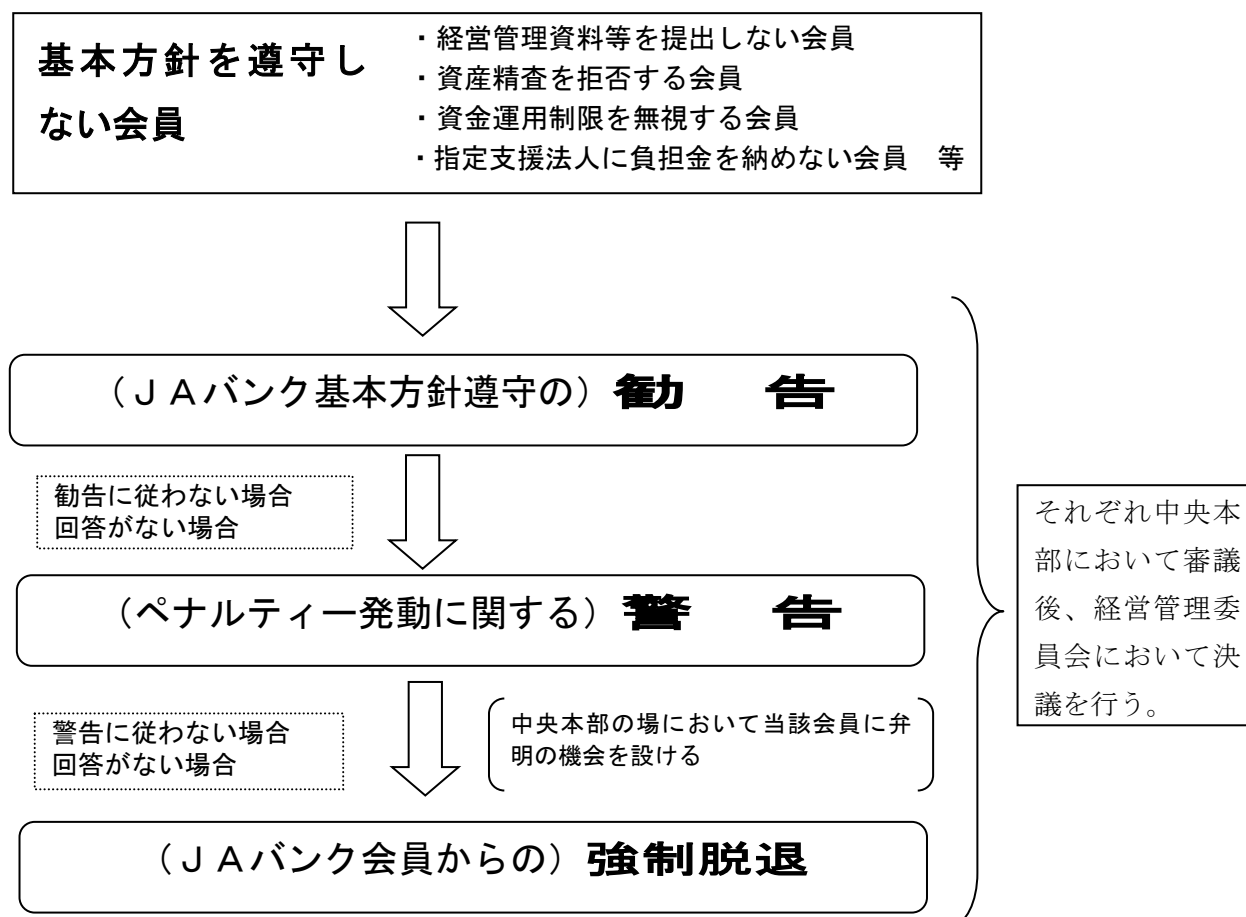 基本方針を遵守し
ない会員
・経営管理資料等を提出しない会員
・資産精査を拒否する会員
・資金運用制限を無視する会員
・指定支援法人に負担金を納めない会員　等
（ＪＡバンク基本方針遵守の）勧　告
勧告に従わない場合
回答がない場合
（ペナルティー発動に関する）警　告
警告に従わない場合
回答がない場合
中央本部の場において当該会員に弁
明の機会を設ける
（ＪＡバンク会員からの）強制脱退
それぞれ中央本
部において審議
後、経営管理委
員会において決
議を行う。